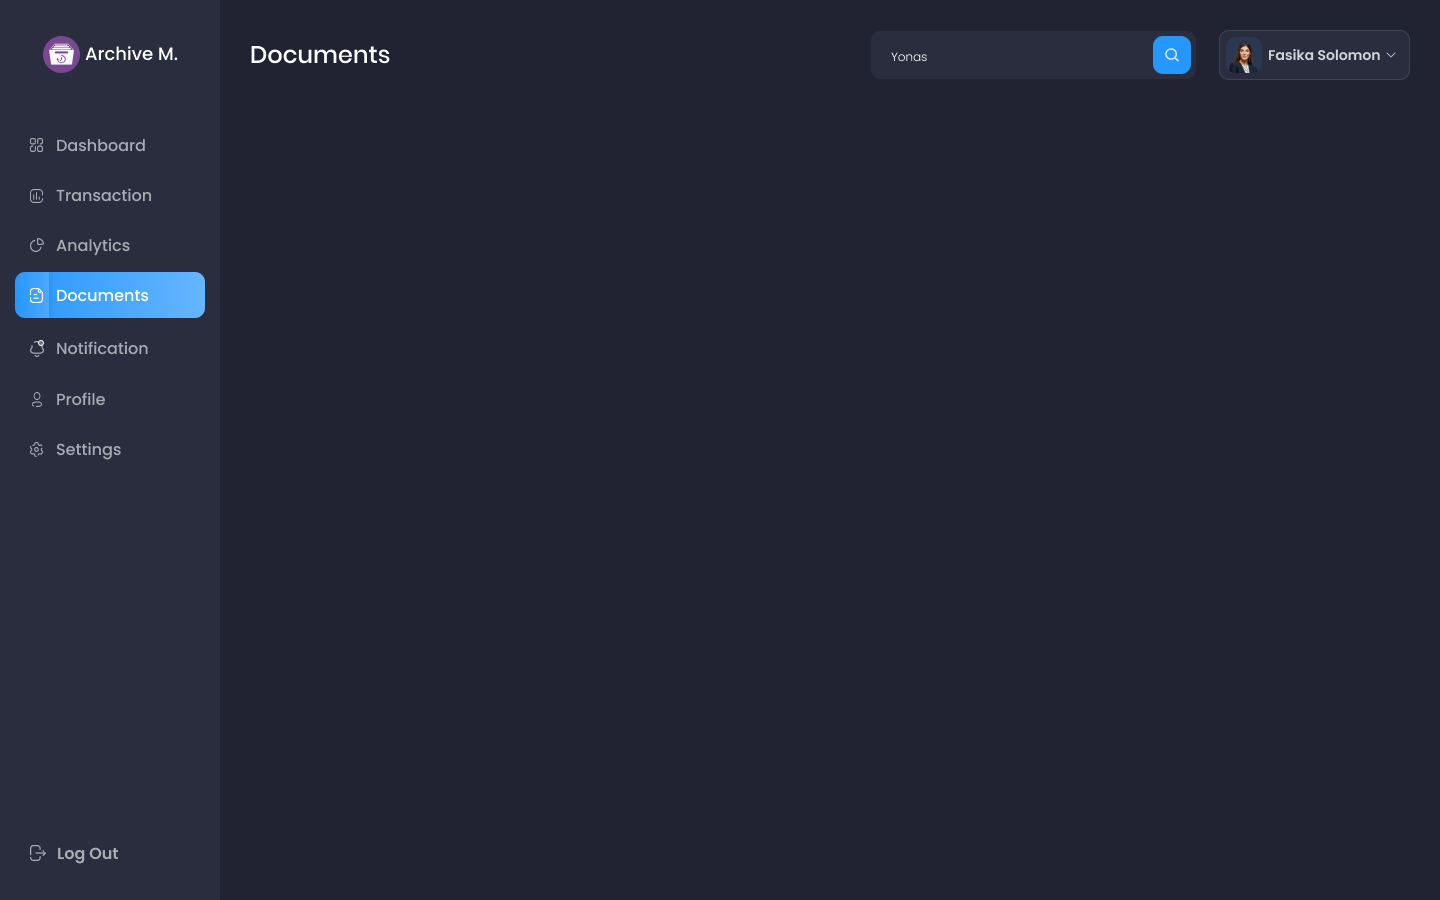 Archive M.
Documents
Yonas
Fasika Solomon
Dashboard
Transaction
Analytics
Documents
Notification
Profile
Settings
Log Out